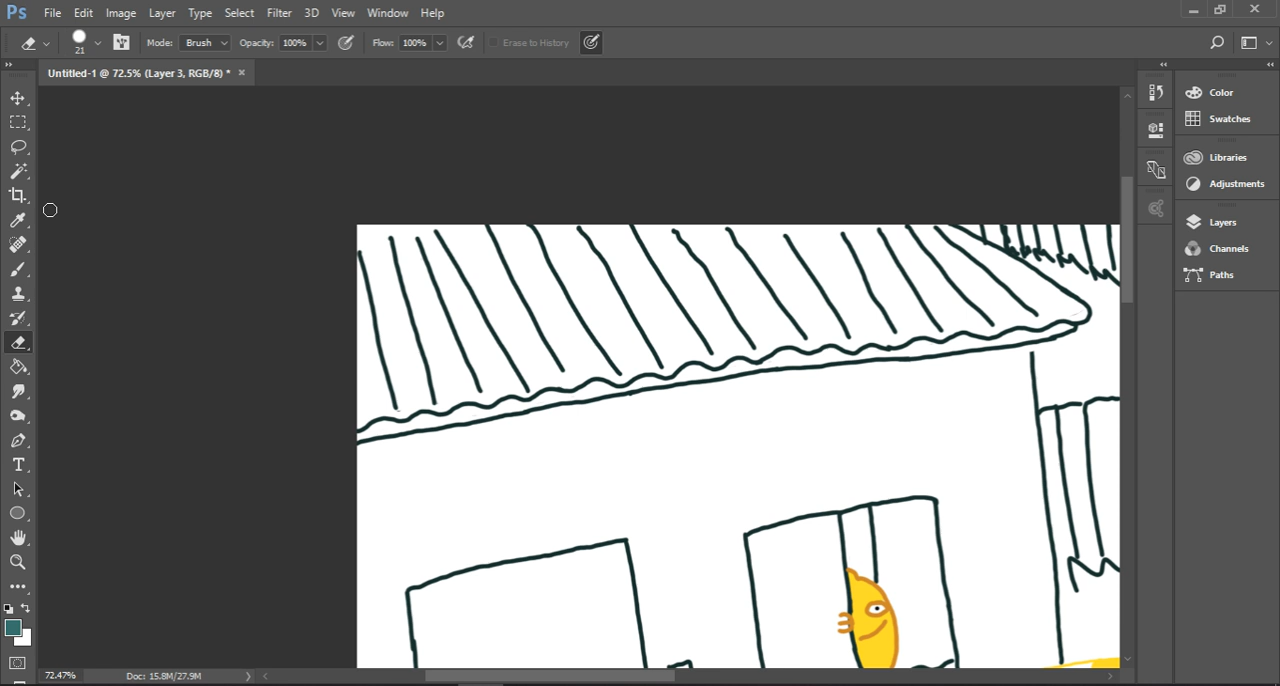 Ps File Edit Image Layer Type Select Filter 3D View Window Help
21 Mode: Brush Opacity: 100% Flow: 100% Erase to History
Untitled-1 @ 72.5% (Layer 3, RGB/8) *
Color
Swatches
Libraries
Adjustments
Layers
Channels
Paths
72.47% Doc: 15.8M/27.9M